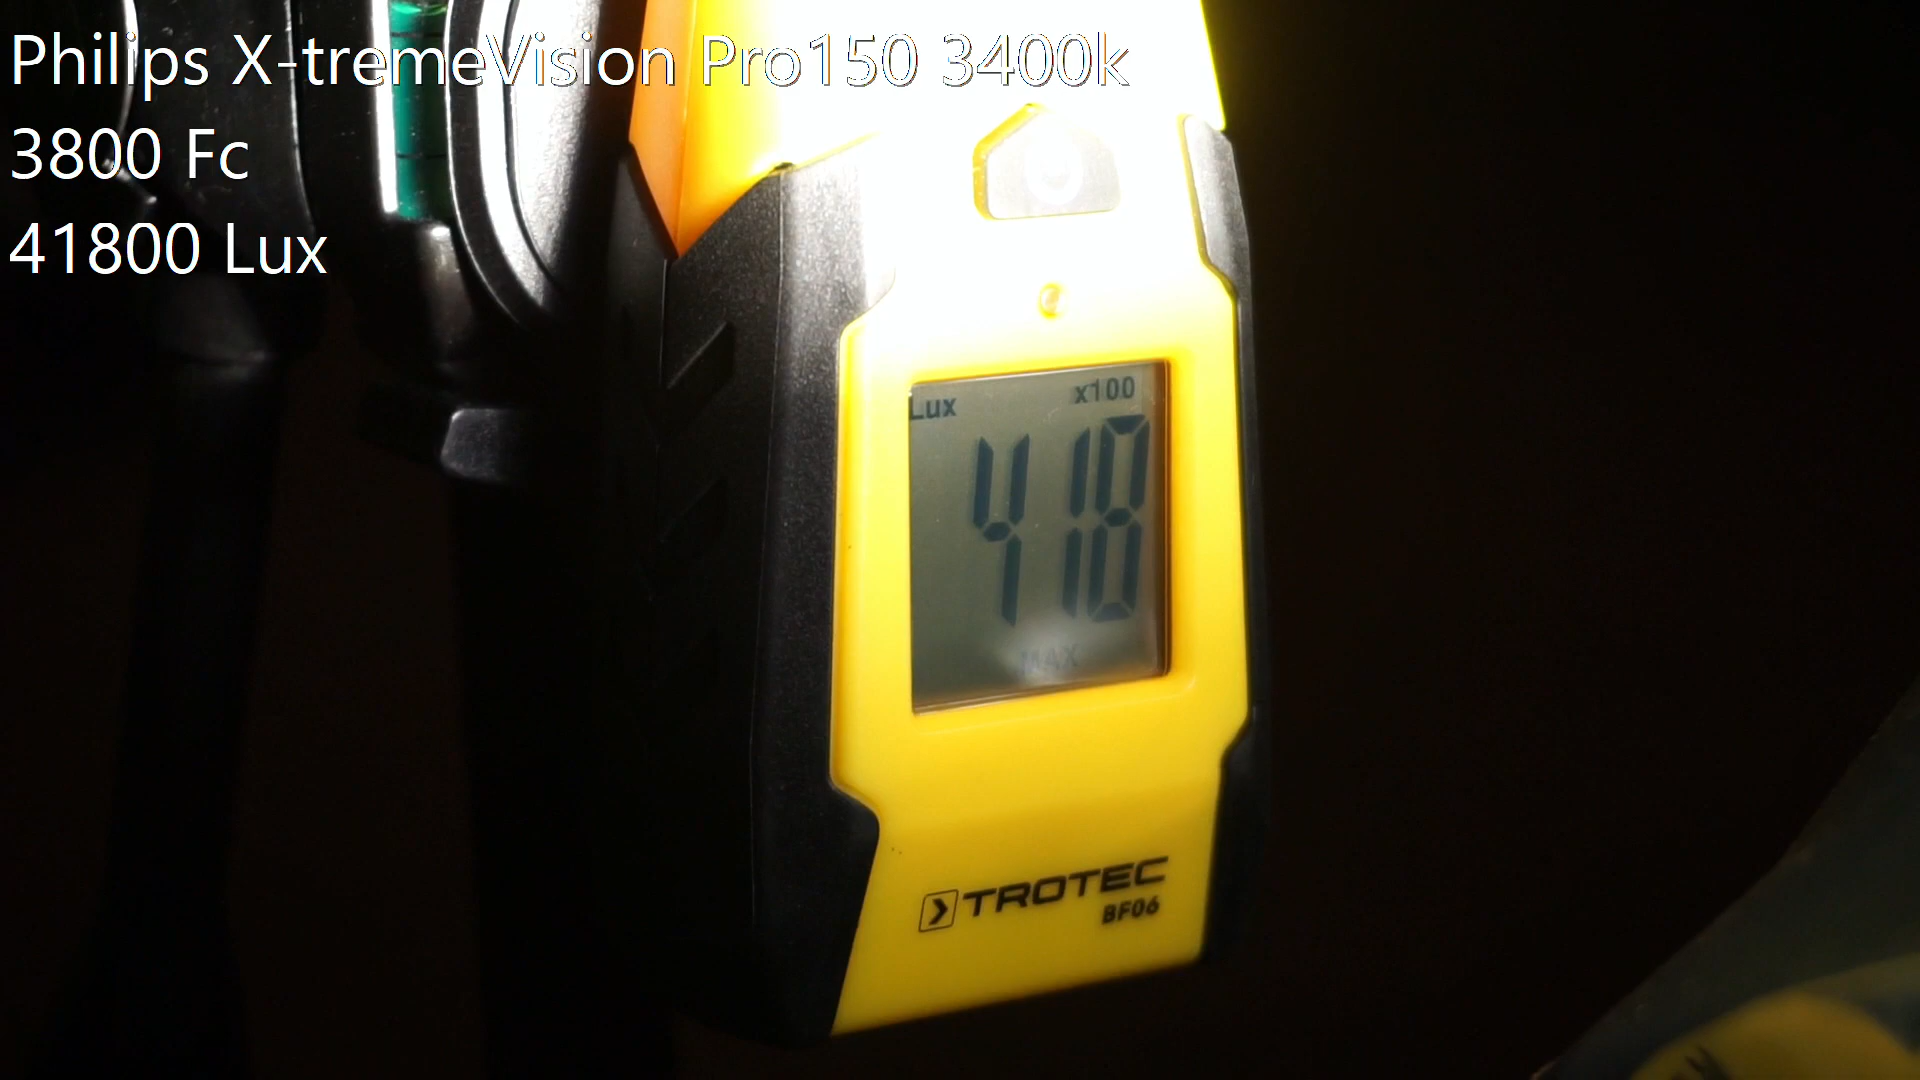 Philips X-tremeVision Pro150 3400k
3800 Fc
41800 Lux
Lux x100
418
MAX
TROTEC
BF06